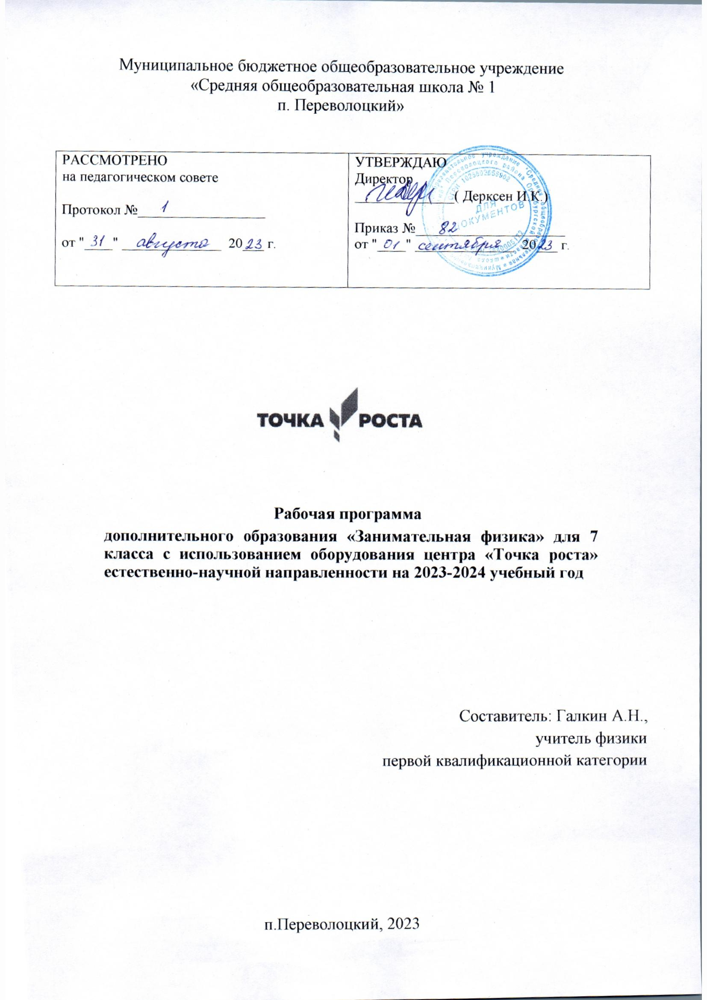 Муниципальное бюджетное общеобразовательное учреждение
«Средняя общеобразовательная школа № 1
п. Переволоцкий»
РАССМОТРЕНО
на педагогическом совете
Протокол № 1
от "31" августа 2023 г.
УТВЕРЖДАЮ
Директор
( Дерксен И.К.)
Приказ № 82
от "01" сентября 2023 г.
ДЛЯ
ДОКУМЕНТОВ
ТОЧКА РОСТА
Рабочая программа
дополнительного образования «Занимательная физика» для 7
класса с использованием оборудования центра «Точка роста»
естественно-научной направленности на 2023-2024 учебный год
Составитель: Галкин А.Н.,
учитель физики
первой квалификационной категории
п.Переволоцкий, 2023